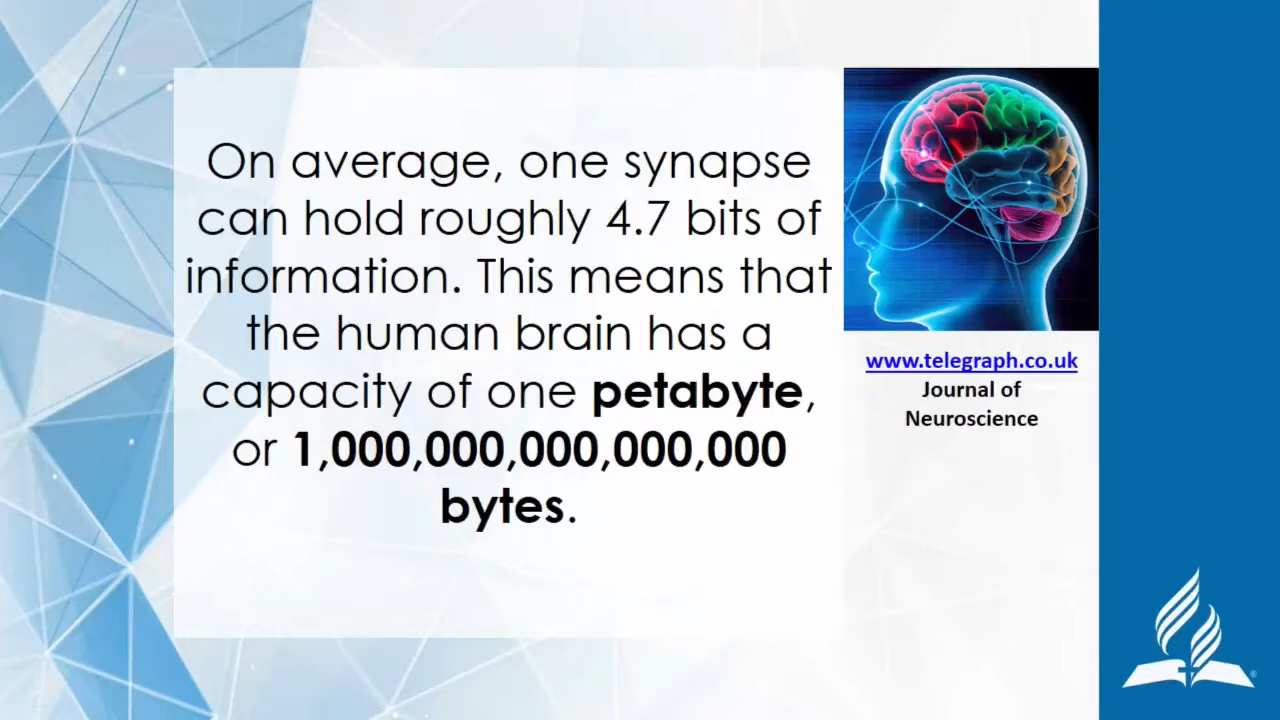 On average, one synapse
can hold roughly 4.7 bits of
information. This means that
the human brain has a
capacity of one petabyte,
or 1,000,000,000,000,000
bytes.
www.telegraph.co.uk
Journal of
Neuroscience
®